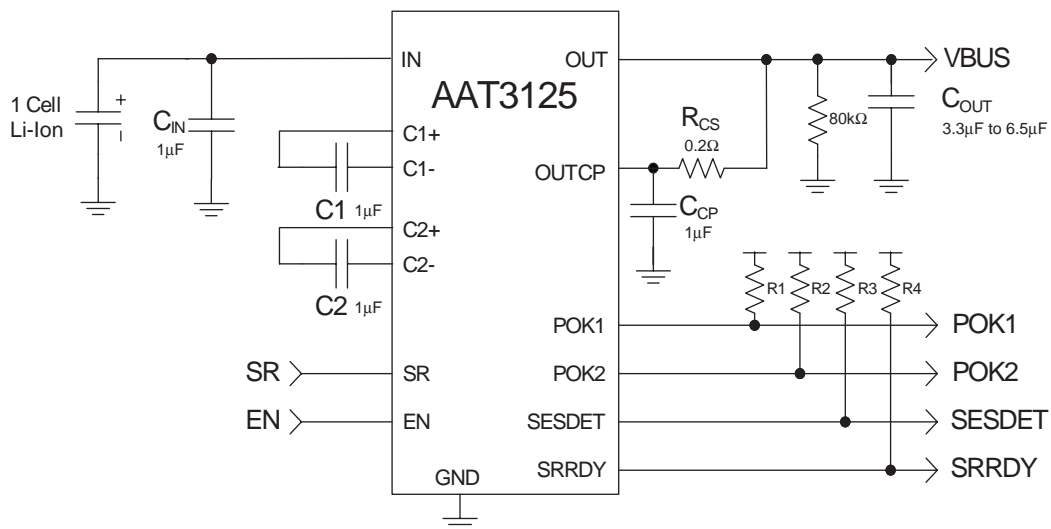 IN
OUT
VBUS
AAT3125
1 Cell
Li-Ion
+
–
C_IN
1μF
80kΩ
C_OUT
3.3μF to 6.5μF
R_CS
0.2Ω
C1+
C1-
OUTCP
C1 1μF
C_CP
1μF
C2+
C2-
C2 1μF
R1
R2
R3
R4
POK1
POK1
SR
SR
POK2
POK2
EN
EN
SESDET
SESDET
SRRDY
SRRDY
GND